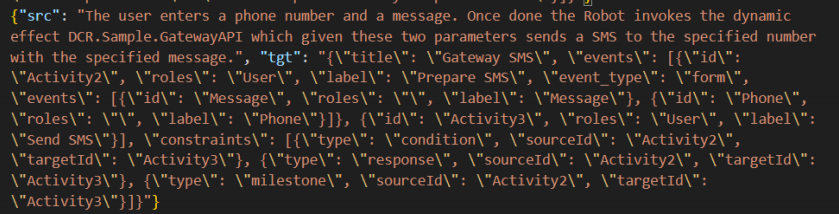 {"src": "The user enters a phone number and a message. Once done the Robot invokes the dynamic
effect DCR.Sample.GatewayAPI which given these two parameters sends a SMS to the specified number
with the specified message.", "tgt": "{\"title\": \"Gateway SMS\", \"events\": [{\"id\":
\"Activity2\", \"roles\": \"User\", \"label\": \"Prepare SMS\", \"event_type\": \"form\",
\"events\": [{\"id\": \"Message\", \"roles\": \"\", \"label\": \"Message\"}, {\"id\": \"Phone\",
\"roles\": \"\", \"label\": \"Phone\"}]}, {\"id\": \"Activity3\", \"roles\": \"User\", \"label\":
\"Send SMS\"}], \"constraints\": [{\"type\": \"condition\", \"sourceId\": \"Activity2\",
\"targetId\": \"Activity3\"}, {\"type\": \"response\", \"sourceId\": \"Activity2\", \"targetId\":
\"Activity3\"}, {\"type\": \"milestone\", \"sourceId\": \"Activity2\", \"targetId\":
\"Activity3\"}]}"}